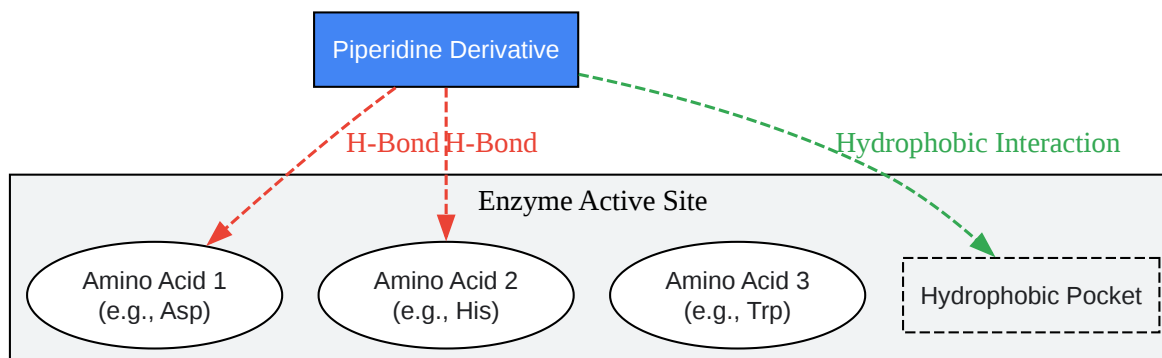 Piperidine Derivative
H-Bond
H-Bond
Hydrophobic Interaction
Enzyme Active Site
Amino Acid 1
(e.g., Asp)
Amino Acid 2
(e.g., His)
Amino Acid 3
(e.g., Trp)
Hydrophobic Pocket